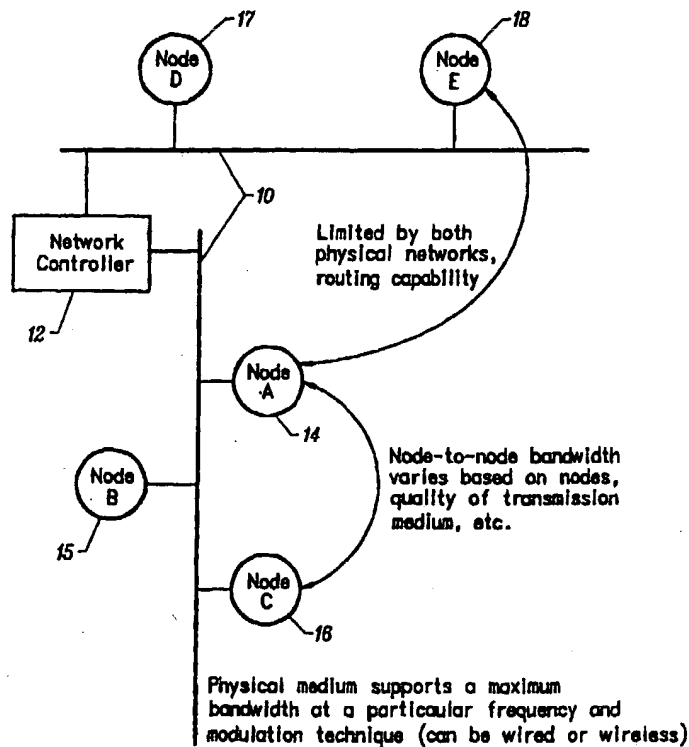 17
18
Node
D
Node
E
10
Network
Controller
12
Limited by both
physical networks,
routing capability
Node
A
14
Node-to-node bandwidth
varies based on nodes,
quality of transmission
medium, etc.
Node
B
15
Node
C
16
Physical medium supports a maximum
bandwidth at a particular frequency and
modulation technique (can be wired or wireless)